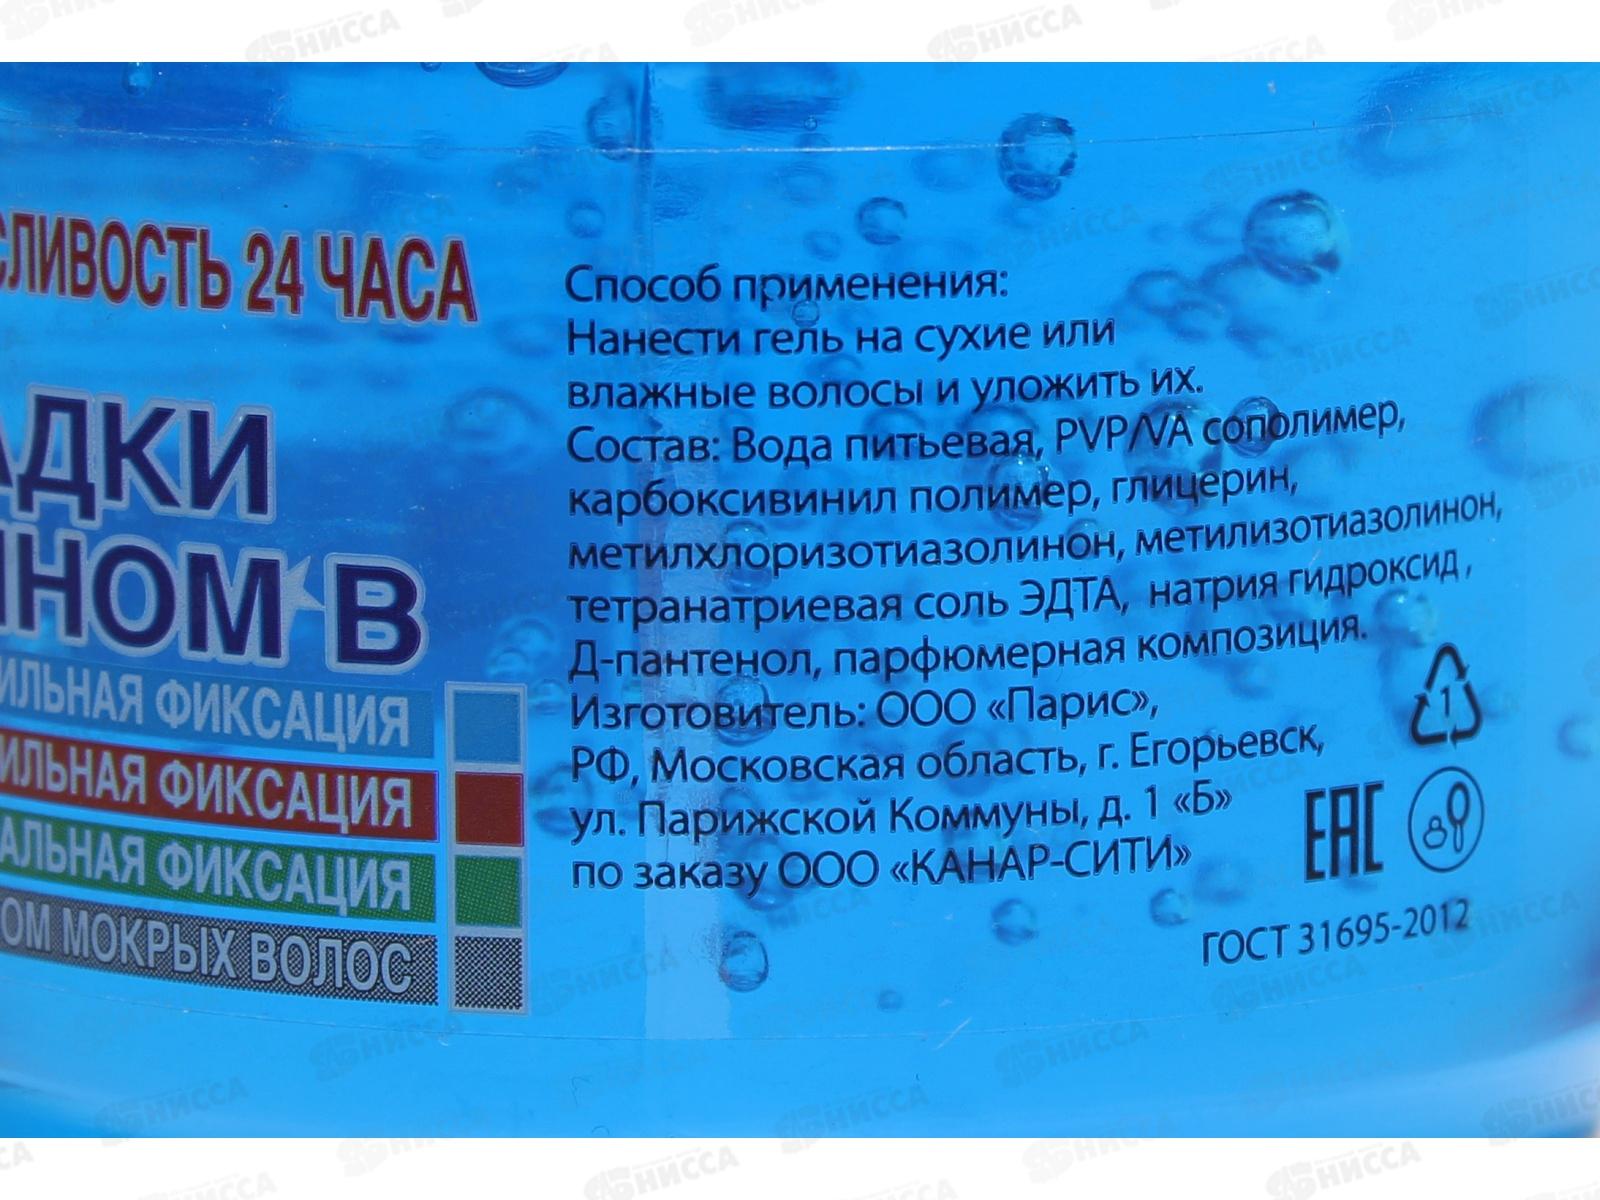 СЛИВОСТЬ 24 ЧАСА
АДКИ
НОМ В
ИЛЬНАЯ ФИКСАЦИЯ
ИЛЬНАЯ ФИКСАЦИЯ
АЛЬНАЯ ФИКСАЦИЯ
ОМ МОКРЫХ ВОЛОС
Способ применения:
Нанести гель на сухие или
влажные волосы и уложить их.
Состав: Вода питьевая, PVP/VA сополимер,
карбоксивинил полимер, глицерин,
метилхлоризотиазолинон, метилизотиазолинон,
тетранатриевая соль ЭДТА, натрия гидроксид,
Д-пантенол, парфюмерная композиция.
Изготовитель: ООО «Парис»,
РФ, Московская область, г. Егорьевск,
ул. Парижской Коммуны, д. 1 «Б»
по заказу ООО «КАНАР-СИТИ»
1
ЕАС
ГОСТ 31695-2012